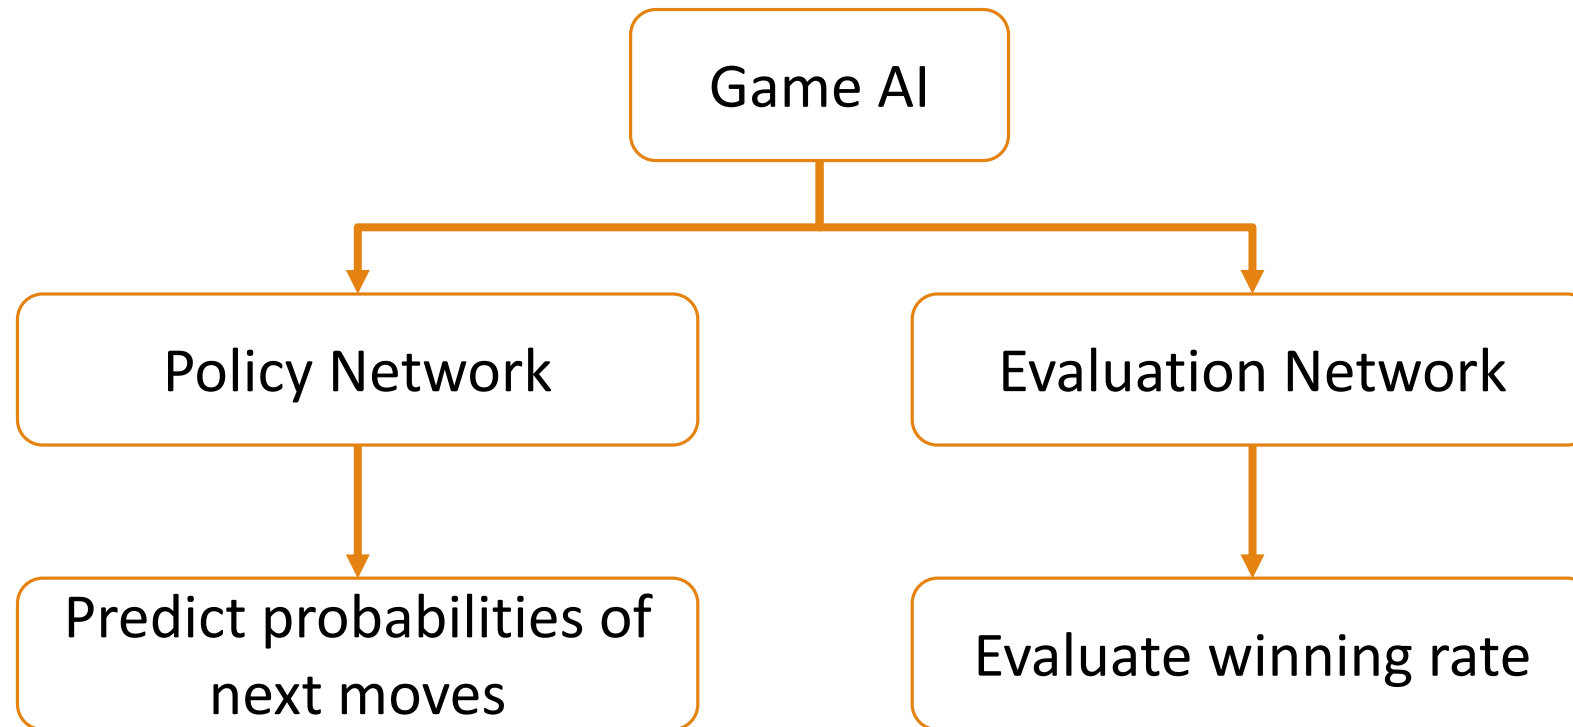 Game AI
Policy Network
Evaluation Network
Predict probabilities of
next moves
Evaluate winning rate